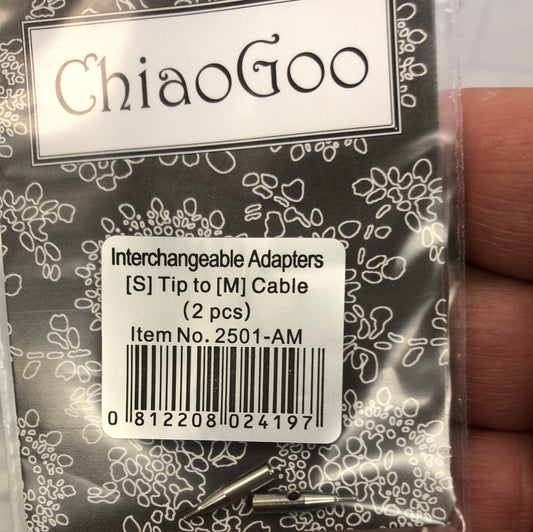 ChiaoGoo
Interchangeable Adapters
[S] Tip to [M] Cable
(2 pcs)
Item No. 2501-AM
0 812208 024197